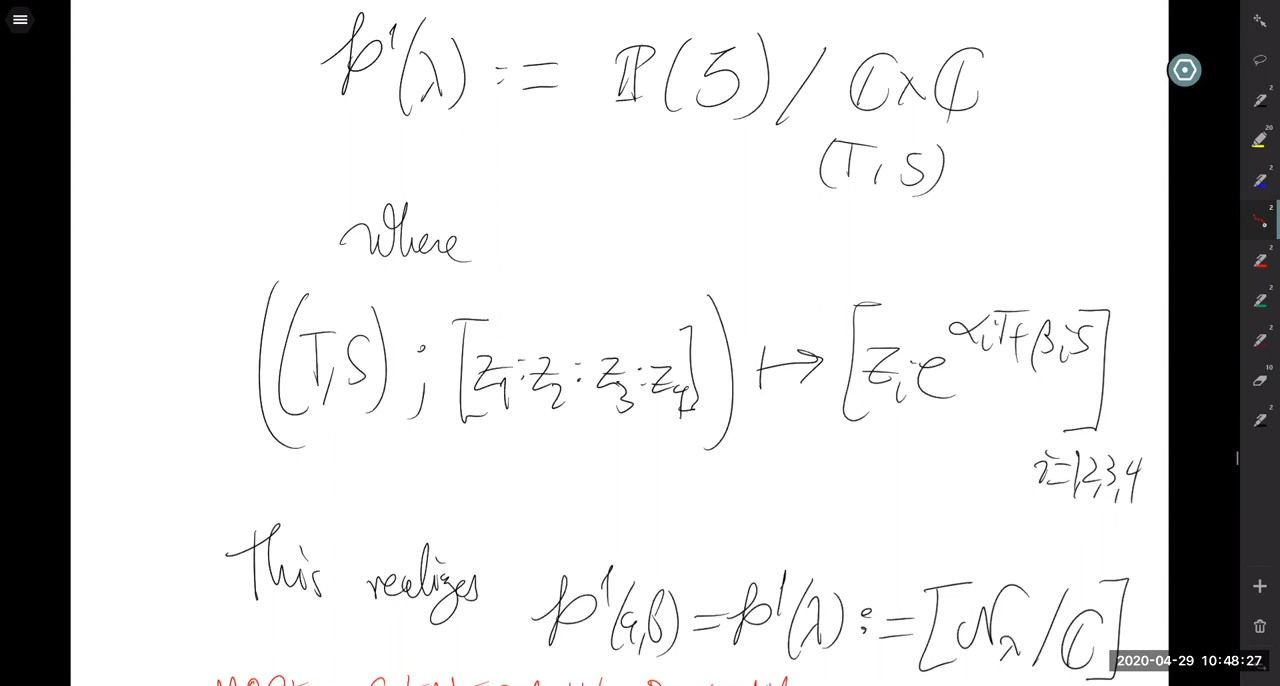 𝓅¹(λ) := ℙ(S) / ℂ×ℂ
(T, S)
where
((T, S) ; [z₁ : z₂ : z₃ : z₄]) ↦ [zᵢ e^{αᵢT+βᵢS}]
i=1,2,3,4
This realizes 𝓅¹(a,b) = 𝓅¹(λ) := [𝒩_λ / ℂ]
2020-04-29 10:48:27